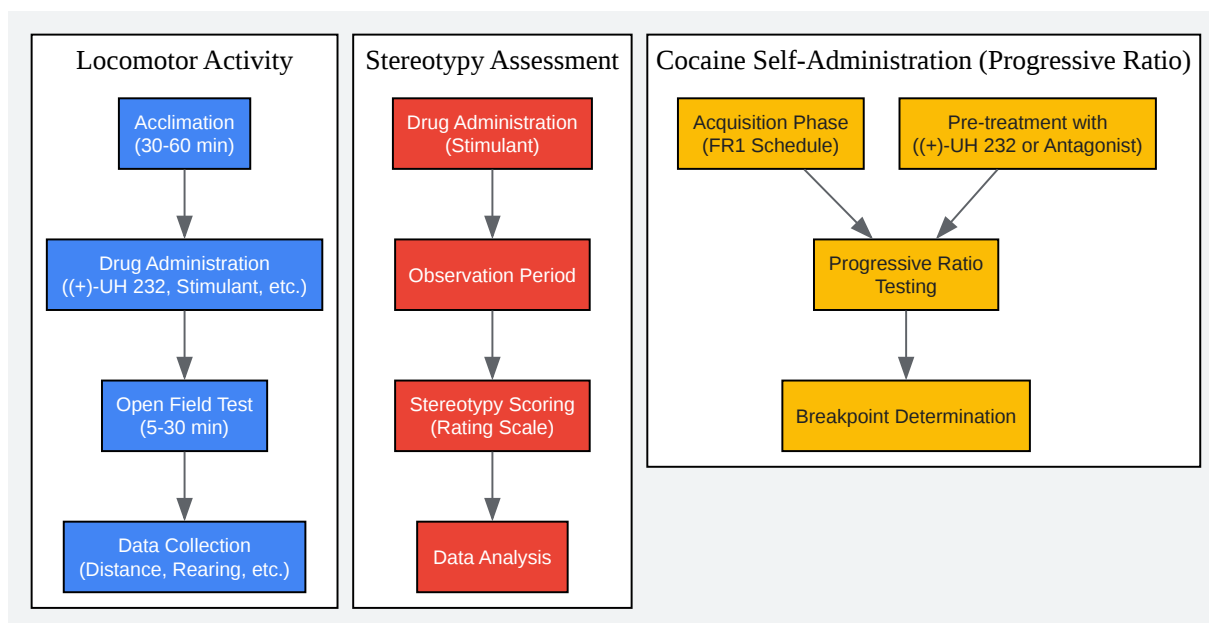 Locomotor Activity
Acclimation
(30-60 min)
Drug Administration
((+)-UH 232, Stimulant, etc.)
Open Field Test
(5-30 min)
Data Collection
(Distance, Rearing, etc.)
Stereotypy Assessment
Drug Administration
(Stimulant)
Observation Period
Stereotypy Scoring
(Rating Scale)
Data Analysis
Cocaine Self-Administration (Progressive Ratio)
Acquisition Phase
(FR1 Schedule)
Pre-treatment with
((+)-UH 232 or Antagonist)
Progressive Ratio
Testing
Breakpoint Determination